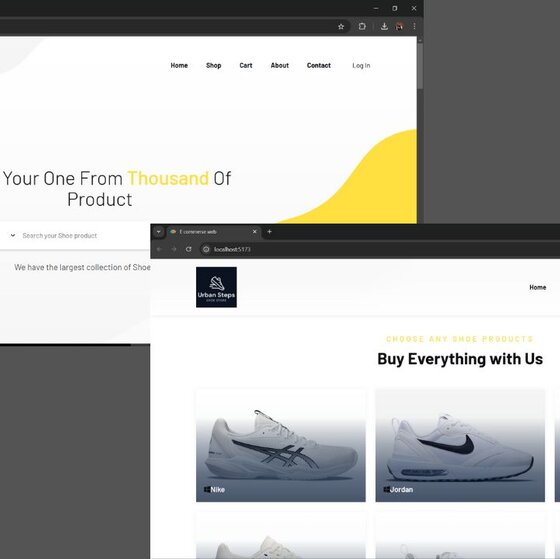 Home Shop Cart About Contact Log In
Your One From Thousand Of
Product
Search your Shoe product
We have the largest collection of Shoe
E commerse web
localhost:5173
Urban Steps
Home
CHOOSE ANY SHOE PRODUCTS
Buy Everything with Us
Nike
Jordan